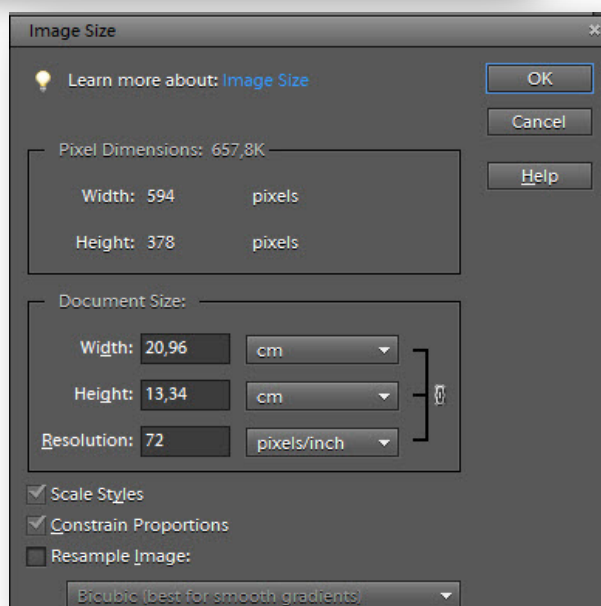 Image Size
Learn more about: Image Size
OK
Cancel
Help
Pixel Dimensions: 657,8K
Width: 594 pixels
Height: 378 pixels
Document Size:
Width: 20,96 cm
Height: 13,34 cm
Resolution: 72 pixels/inch
Scale Styles
Constrain Proportions
Resample Image:
Bicubic (best for smooth gradients)